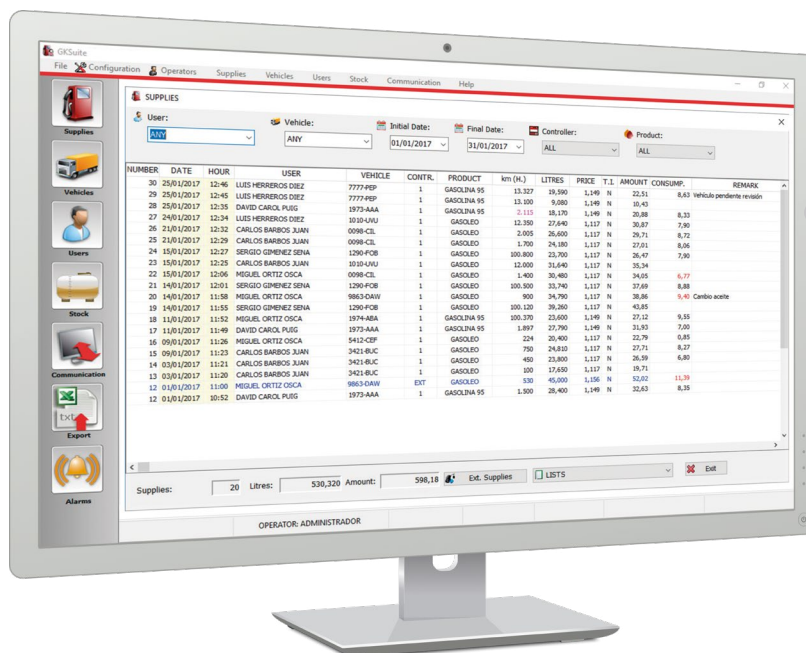 GKSuite
File Configuration Operators Supplies Vehicles Users Stock Communication Help
SUPPLIES
User: Vehicle: Initial Date: Final Date: Controller: Product:
ANY ANY 01/01/2017 31/01/2017 ALL ALL
NUMBER DATE HOUR USER VEHICLE CONTR. PRODUCT km (H.) LITRES PRICE T.I. AMOUNT CONSUMP. REMARK
30 25/01/2017 12:46 LUIS HERREROS DIEZ 7777-PEP 1 GASOLINA 95 13.327 19,590 1,149 N 22,51 8,63 Vehículo pendiente revisión
29 25/01/2017 12:45 LUIS HERREROS DIEZ 7777-PEP 1 GASOLINA 95 13.100 9,080 1,149 N 10,43
28 25/01/2017 12:35 DAVID CAROL PUIG 1973-AAA 1 GASOLINA 95 2.115 18,170 1,149 N 20,88 8,33
27 24/01/2017 12:34 LUIS HERREROS DIEZ 1010-UVU 1 GASOLEO 12.350 27,640 1,117 N 30,87 7,90
26 21/01/2017 12:32 CARLOS BARBOS JUAN 0098-CIL 1 GASOLEO 2.005 26,600 1,117 N 29,71 8,72
25 21/01/2017 12:29 CARLOS BARBOS JUAN 0098-CIL 1 GASOLEO 1.700 24,180 1,117 N 27,01 8,06
24 15/01/2017 12:27 SERGIO GIMENEZ SENA 1290-FOB 1 GASOLEO 100.800 23,700 1,117 N 26,47 7,90
23 15/01/2017 12:25 CARLOS BARBOS JUAN 1010-UVU 1 GASOLEO 12.000 31,640 1,117 N 35,34
22 15/01/2017 12:06 MIGUEL ORTIZ OSCA 0098-CIL 1 GASOLEO 1.400 30,480 1,117 N 34,05 6,77
21 14/01/2017 12:01 SERGIO GIMENEZ SENA 1290-FOB 1 GASOLEO 100.500 33,740 1,117 N 37,69 8,88
20 14/01/2017 11:58 MIGUEL ORTIZ OSCA 9863-DAW 1 GASOLEO 900 34,790 1,117 N 38,86 9,40 Cambio aceite
19 14/01/2017 11:55 SERGIO GIMENEZ SENA 1290-FOB 1 GASOLEO 100.120 39,260 1,117 N 43,85
18 11/01/2017 11:52 MIGUEL ORTIZ OSCA 1974-ABA 1 GASOLINA 95 100.370 23,600 1,149 N 27,12 9,55
17 11/01/2017 11:49 DAVID CAROL PUIG 1973-AAA 1 GASOLINA 95 1.897 27,790 1,149 N 31,93 7,00
16 09/01/2017 11:26 MIGUEL ORTIZ OSCA 5412-CEF 1 GASOLEO 224 20,400 1,117 N 22,79 0,85
15 09/01/2017 11:23 CARLOS BARBOS JUAN 3421-BUC 1 GASOLEO 750 24,810 1,117 N 27,71 8,27
14 03/01/2017 11:21 CARLOS BARBOS JUAN 3421-BUC 1 GASOLEO 450 23,800 1,117 N 26,59 6,80
13 03/01/2017 11:20 CARLOS BARBOS JUAN 3421-BUC 1 GASOLEO 100 17,650 1,117 N 19,71
12 01/01/2017 11:00 MIGUEL ORTIZ OSCA 9863-DAW EXT GASOLEO 530 45,000 1,156 N 52,02 11,39
12 01/01/2017 10:52 DAVID CAROL PUIG 1973-AAA 1 GASOLINA 95 1.500 28,400 1,149 N 32,63 8,35
Supplies
Vehicles
Users
Stock
Communication
txt
Export
Alarms
Supplies: 20 Litres: 530,320 Amount: 598,18 Ext. Supplies LISTS Exit
OPERATOR: ADMINISTRADOR